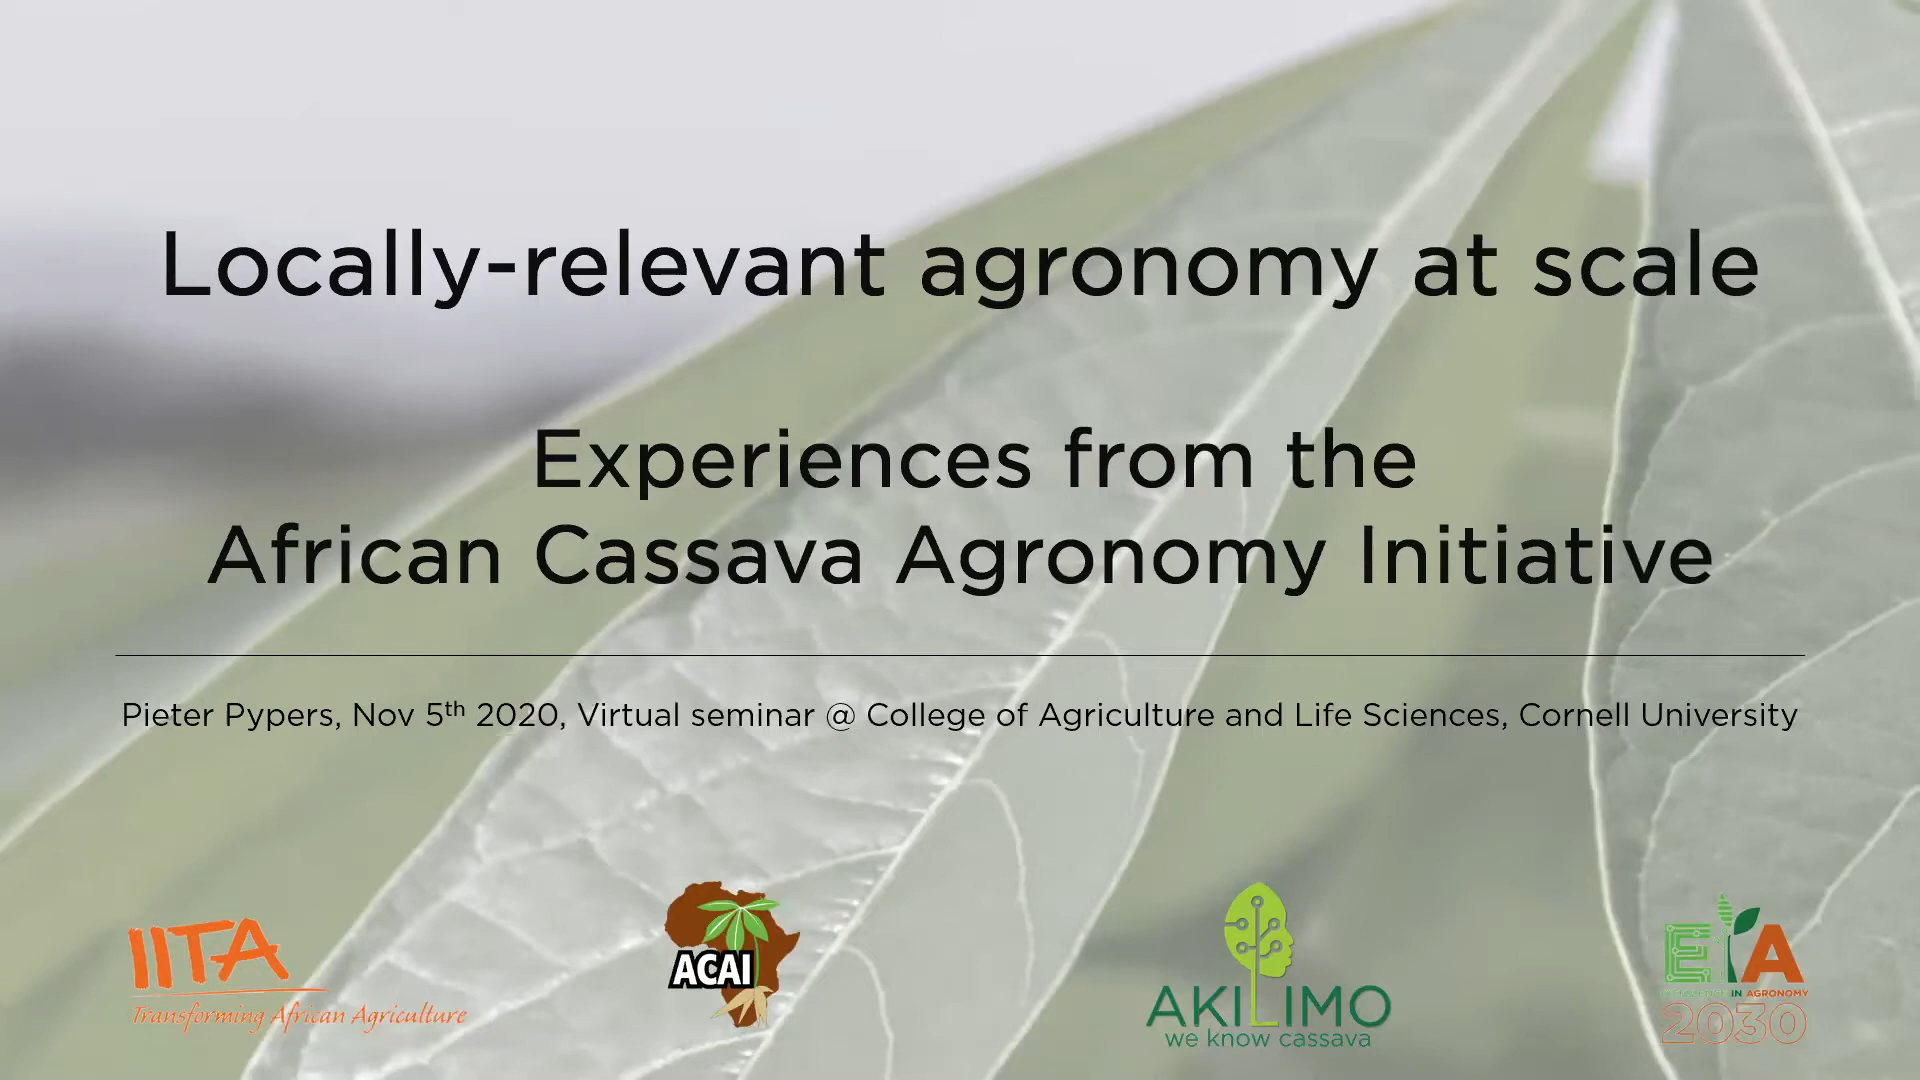 Locally-relevant agronomy at scale
Experiences from the
African Cassava Agronomy Initiative
Pieter Pypers, Nov 5th 2020, Virtual seminar @ College of Agriculture and Life Sciences, Cornell University
IITA
Transforming African Agriculture
ACAI
AKILIMO
we know cassava
EiA
IN AGRONOMY
2030